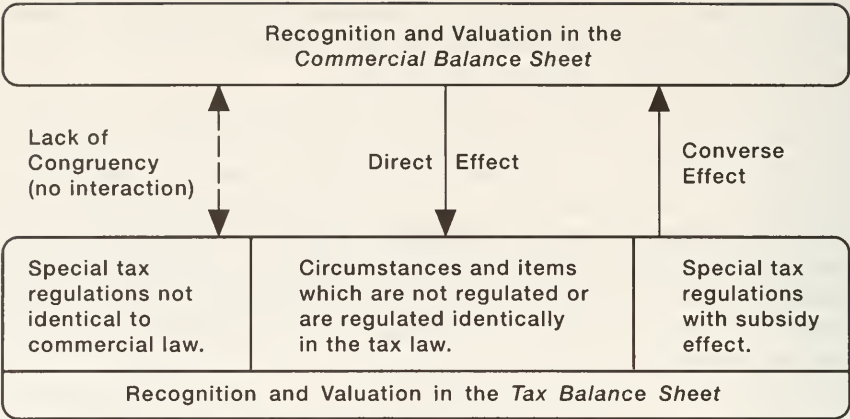 Recognition and Valuation in the
Commercial Balance Sheet
Lack of
Congruency
(no interaction)
Direct Effect
Converse
Effect
Special tax
regulations not
identical to
commercial law.
Circumstances and items
which are not regulated or
are regulated identically
in the tax law.
Special tax
regulations
with subsidy
effect.
Recognition and Valuation in the Tax Balance Sheet